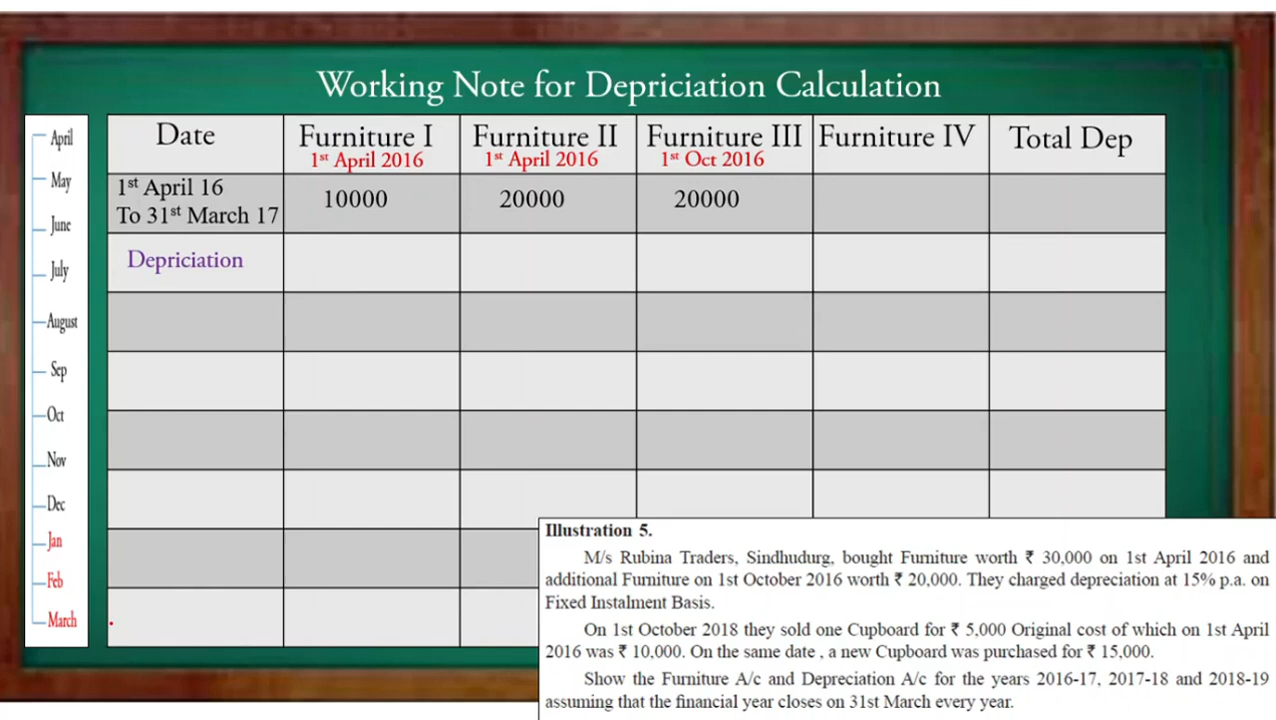 Working Note for Depriciation Calculation
April
May
June
July
August
Sep
Oct
Nov
Dec
Jan
Feb
March
Date Furniture I Furniture II Furniture III Furniture IV Total Dep
1st April 2016 1st April 2016 1st Oct 2016
1st April 16
To 31st March 17 10000 20000 20000
Depriciation
Illustration 5.
M/s Rubina Traders, Sindhudurg, bought Furniture worth ₹ 30,000 on 1st April 2016 and
additional Furniture on 1st October 2016 worth ₹ 20,000. They charged depreciation at 15% p.a. on
Fixed Instalment Basis.
On 1st October 2018 they sold one Cupboard for ₹ 5,000 Original cost of which on 1st April
2016 was ₹ 10,000. On the same date , a new Cupboard was purchased for ₹ 15,000.
Show the Furniture A/c and Depreciation A/c for the years 2016-17, 2017-18 and 2018-19
assuming that the financial year closes on 31st March every year.